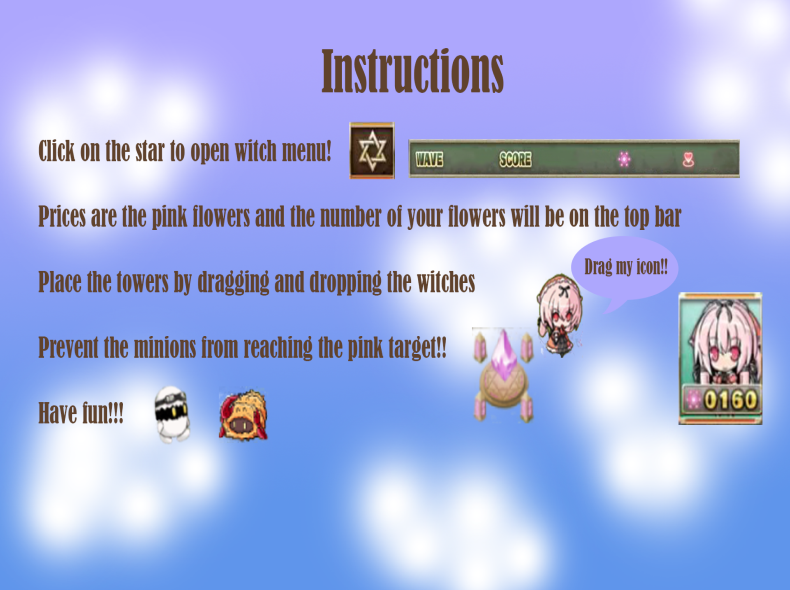 Instructions
Click on the star to open witch menu!
WAVE SCORE
Prices are the pink flowers and the number of your flowers will be on the top bar
Drag my icon!!
Place the towers by dragging and dropping the witches
Prevent the minions from reaching the pink target!!
0160
Have fun!!!